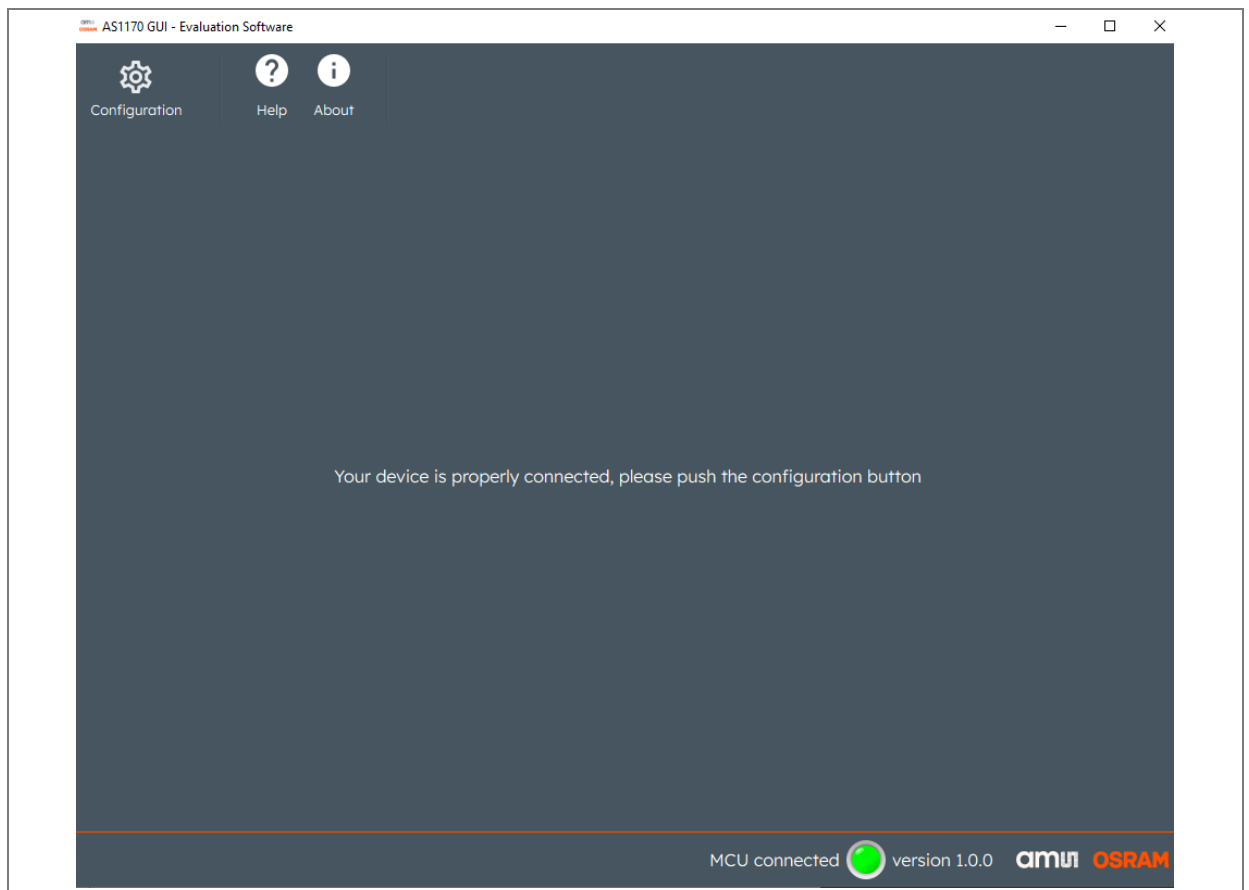 AS1170 GUI - Evaluation Software
Configuration
Help
About
Your device is properly connected, please push the configuration button
MCU connected version 1.0.0 amu OSRAM